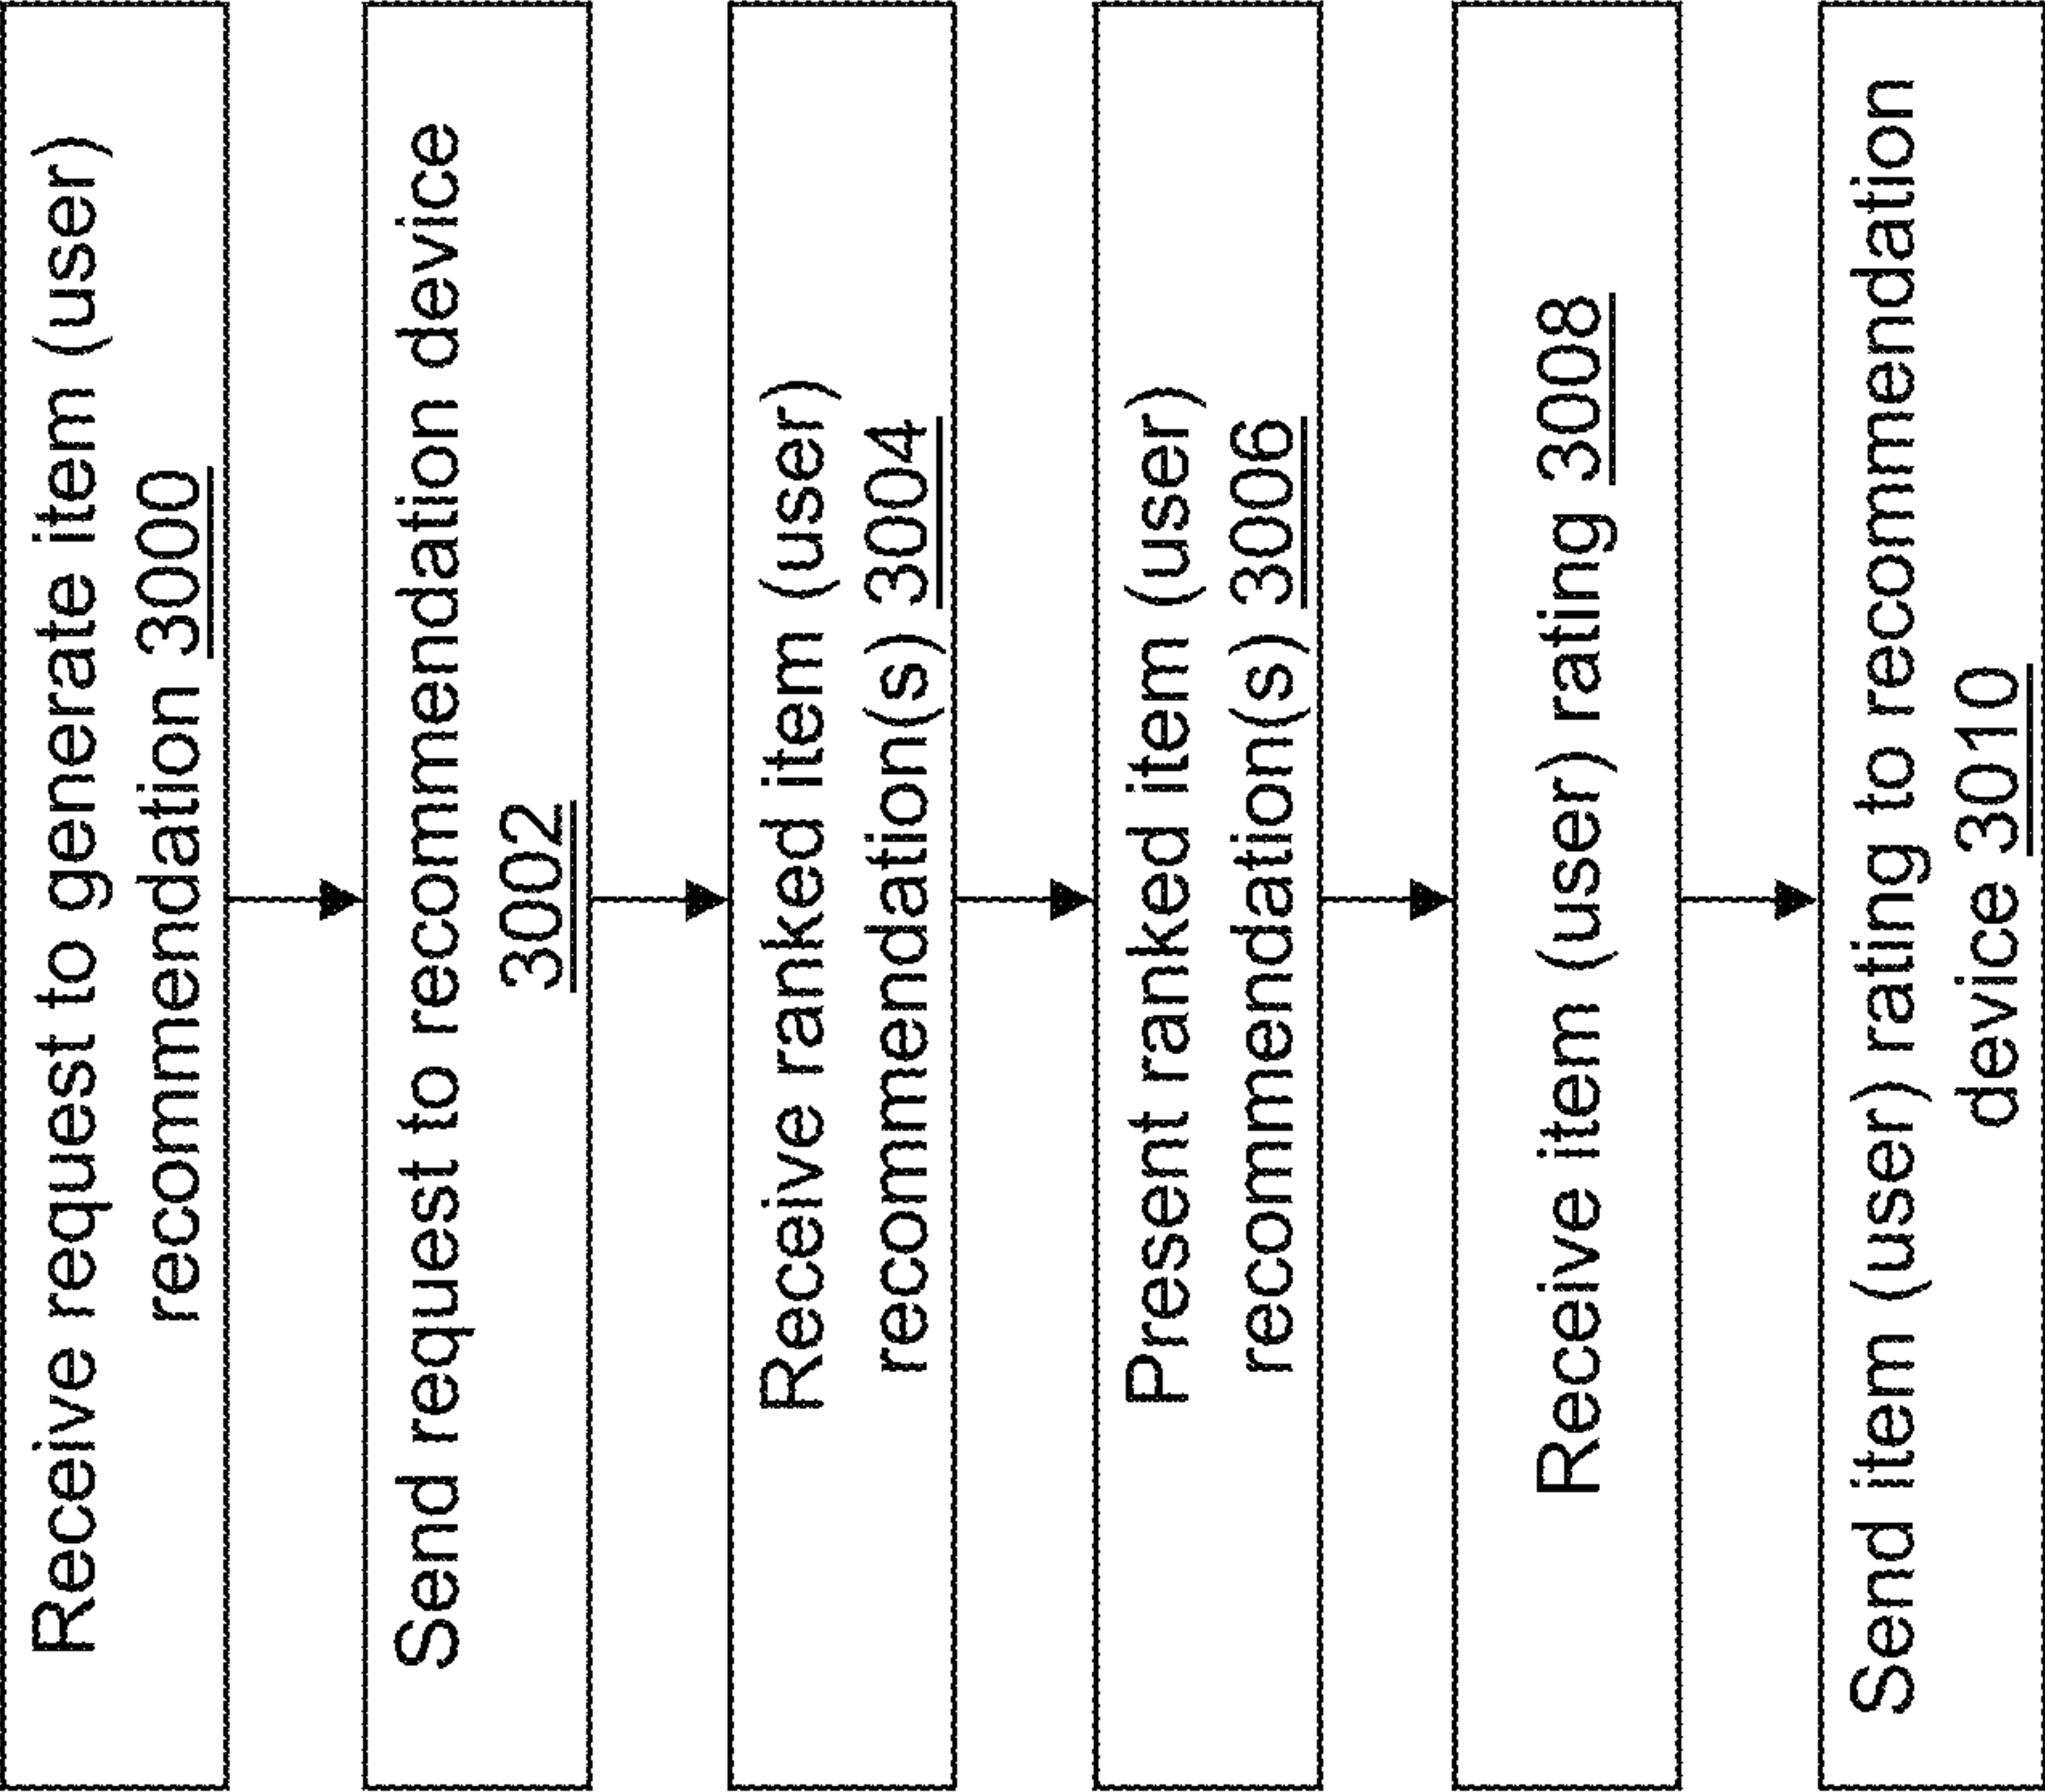 Receive request to generate item (user)
recommendation 3000
Send request to recommendation device
3002
Receive ranked item (user)
recommendation(s) 3004
Present ranked item (user)
recommendation(s) 3006
Receive item (user) rating 3008
Send item (user) rating to recommendation
device 3010